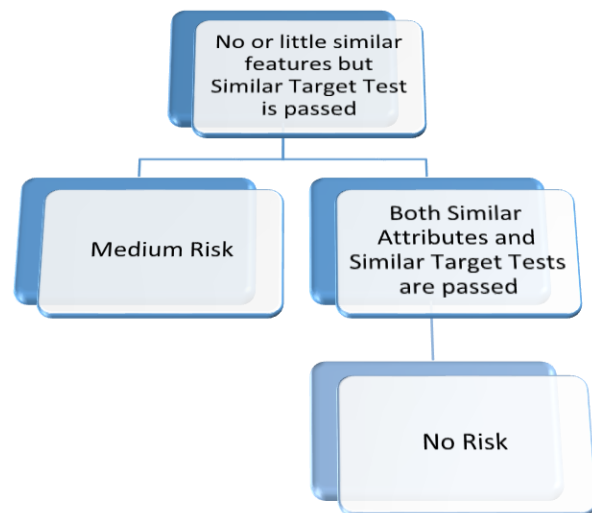 No or little similar
features but
Similar Target Test
is passed
Medium Risk
Both Similar
Attributes and
Similar Target Tests
are passed
No Risk